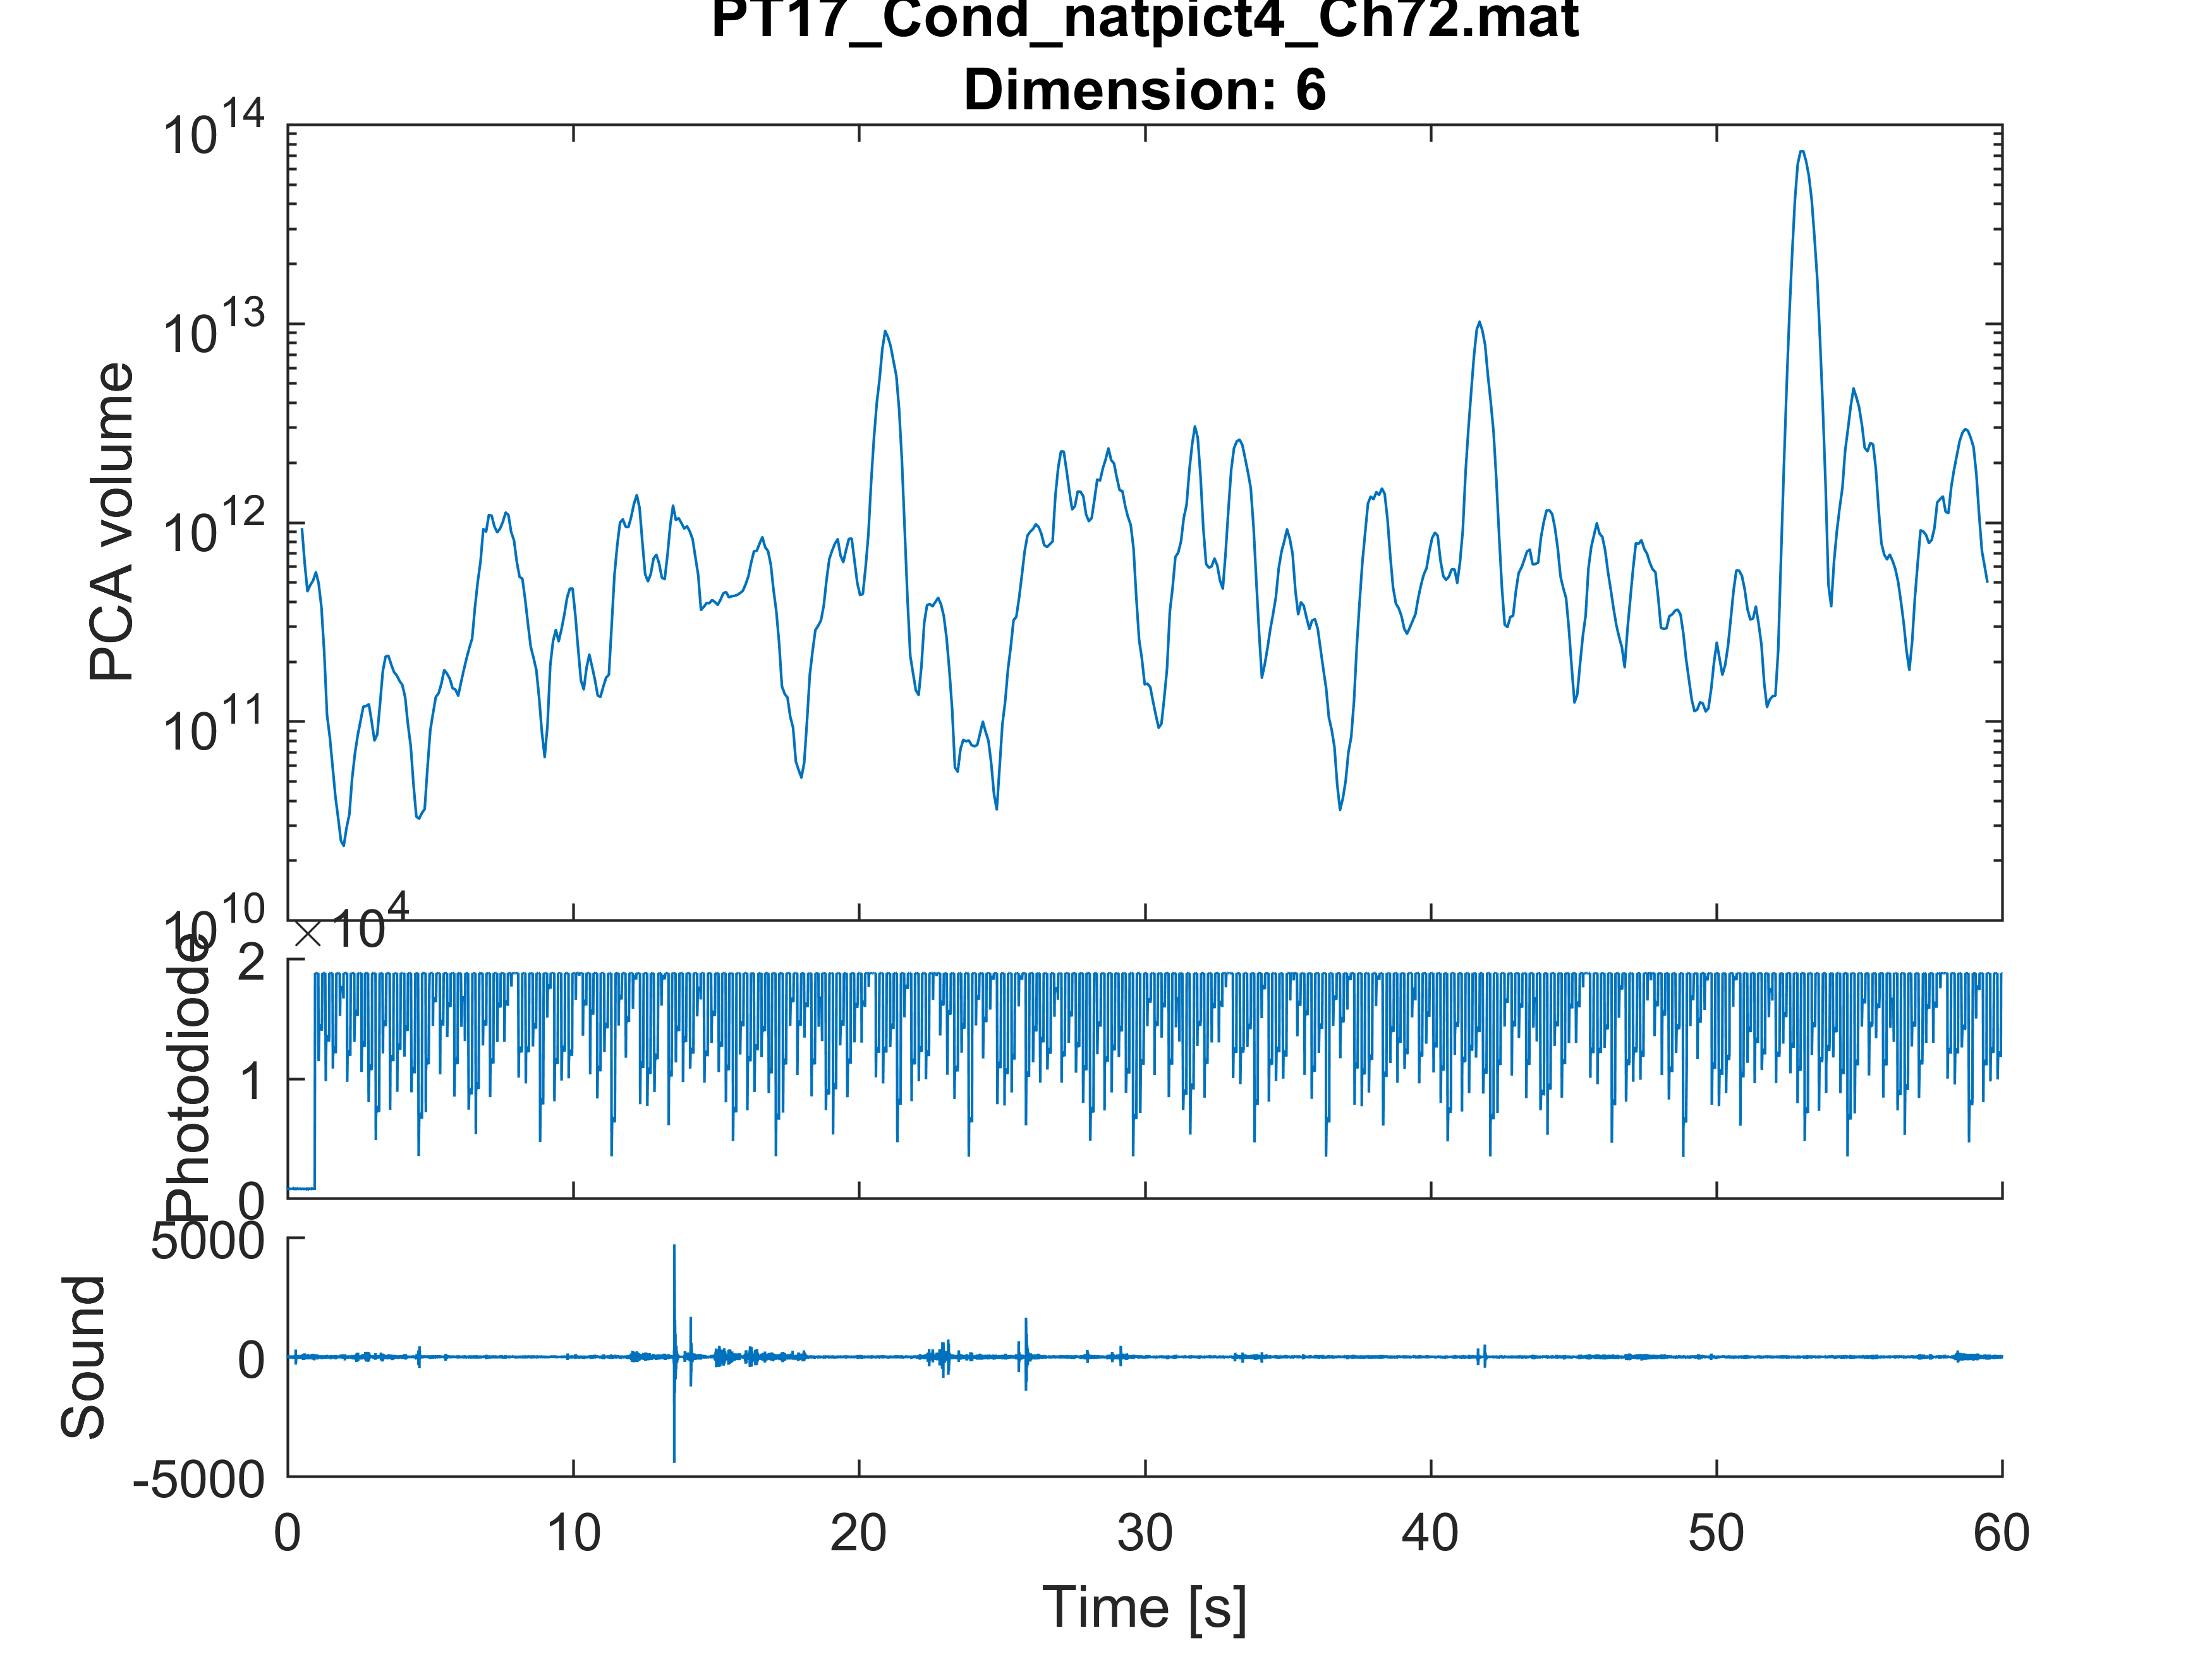 PT17_Cond_natpict4_Ch72.mat
Dimension: 6
10^14
10^13
10^12
10^11
10^10
PCA volume
× 10^4
2
1
0
Photodiode
5000
0
-5000
Sound
0 10 20 30 40 50 60
Time [s]